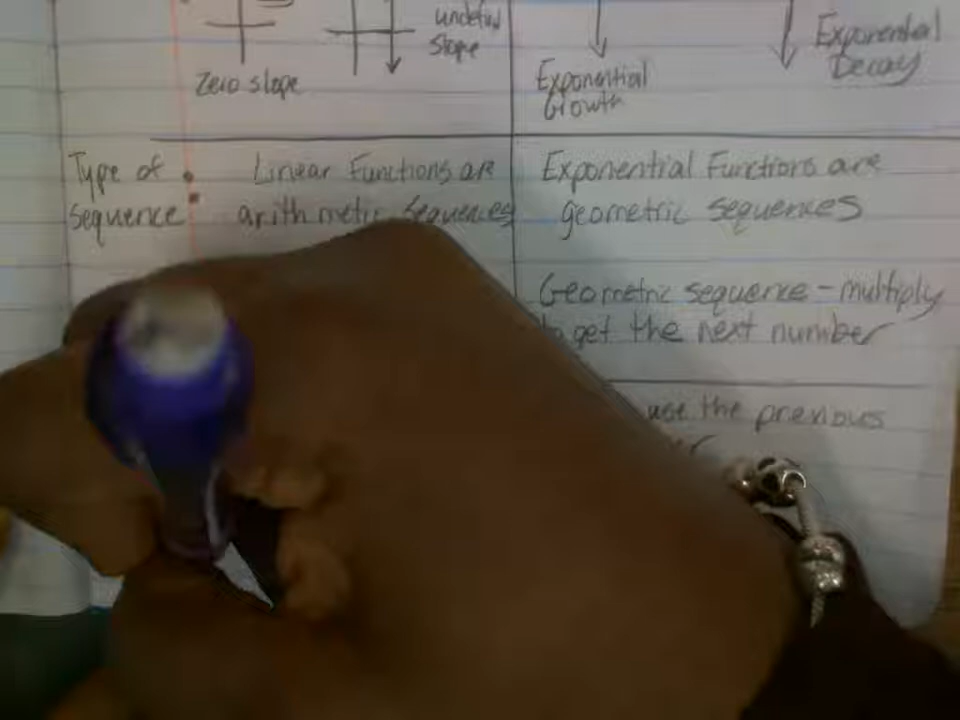 undefined
slope
Zero slope
Exponential
Growth
Exponential
Decay
Type of
sequence
Linear Functions are
arithmetic sequences
Exponential Functions are
geometric sequences
Geometric sequence - multiply
to get the next number
use the previous